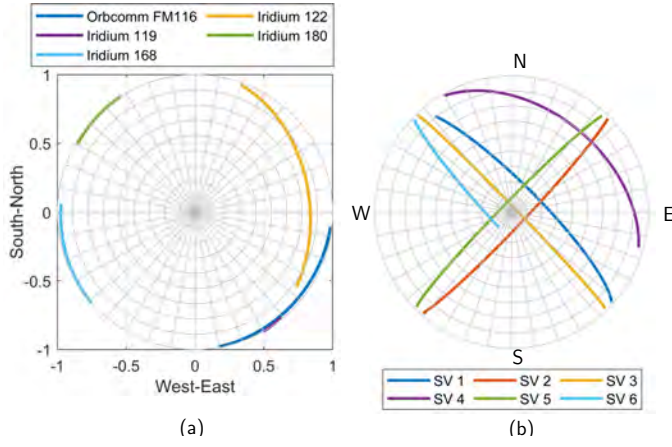 Orbcomm FM116 Iridium 122
Iridium 119 Iridium 180
Iridium 168
1
0.5
0
-0.5
-1
South-North
-1 -0.5 0 0.5 1
West-East
(a)
N
W E
S
SV 1 SV 2 SV 3
SV 4 SV 5 SV 6
(b)